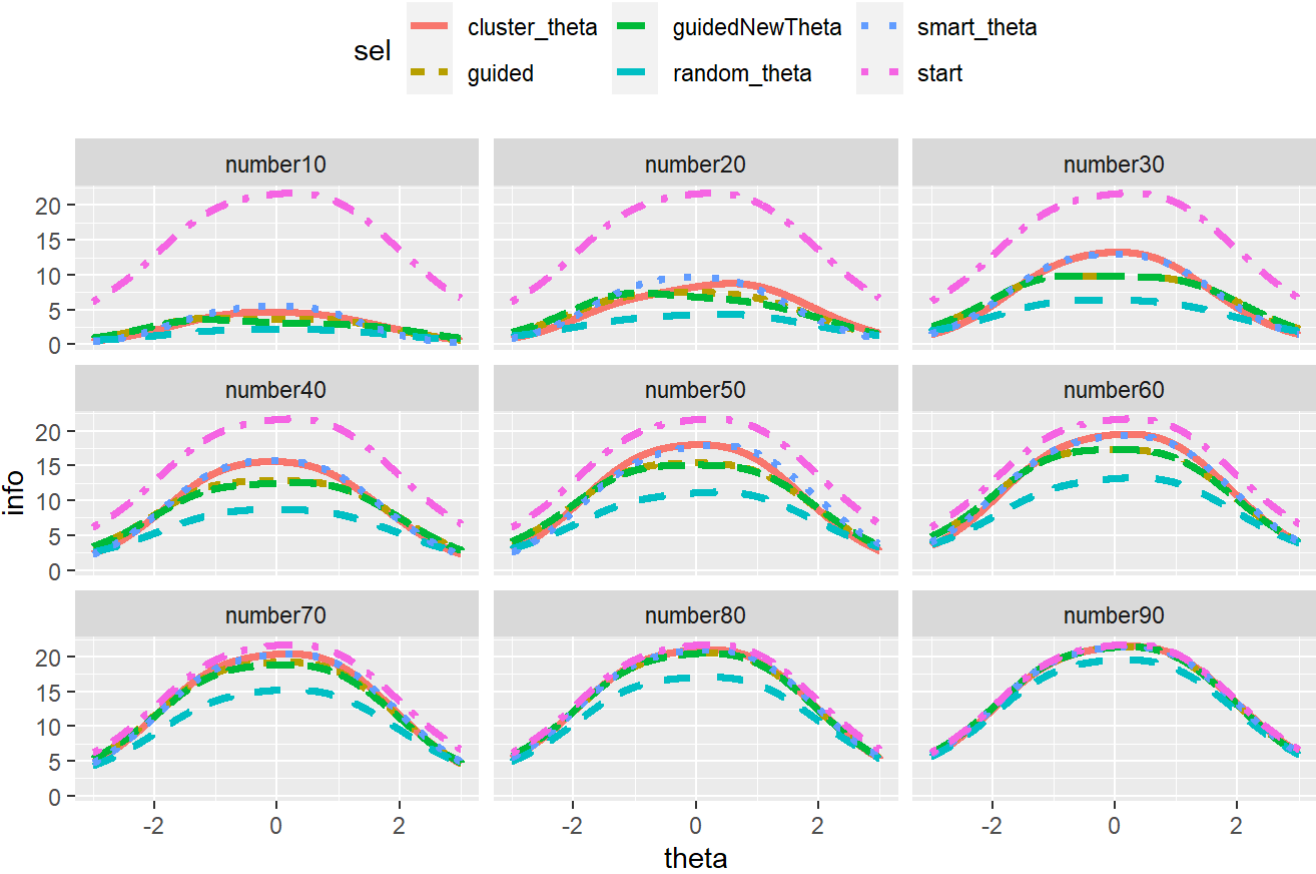 sel
cluster_theta guidedNewTheta smart_theta
guided random_theta start
number10 number20 number30
20
15
10
5
0
number40 number50 number60
20
15
10
5
0
number70 number80 number90
20
15
10
5
0
info
-2 0 2 -2 0 2 -2 0 2
theta